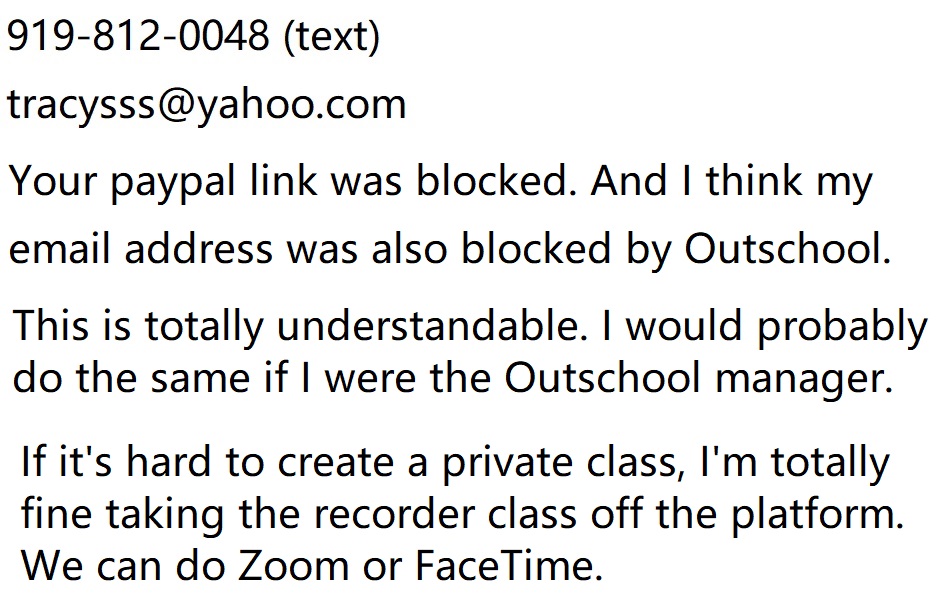 919-812-0048 (text)
tracysss@yahoo.com
Your paypal link was blocked. And I think my
email address was also blocked by Outschool.
This is totally understandable. I would probably
do the same if I were the Outschool manager.
If it's hard to create a private class, I'm totally
fine taking the recorder class off the platform.
We can do Zoom or FaceTime.